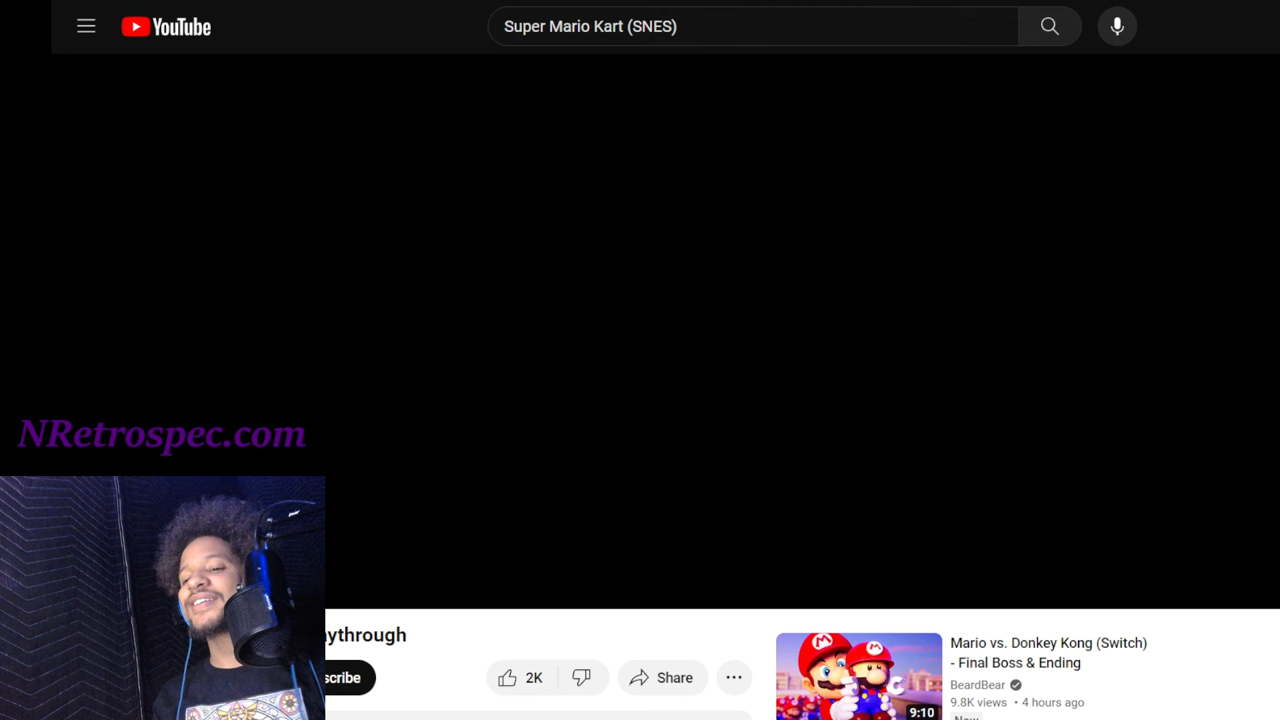 YouTube
Super Mario Kart (SNES)
NRetrospec.com
ythrough
cribe
2K
Share
Mario vs. Donkey Kong (Switch)
- Final Boss & Ending
BeardBear
9.8K views • 4 hours ago
9:10